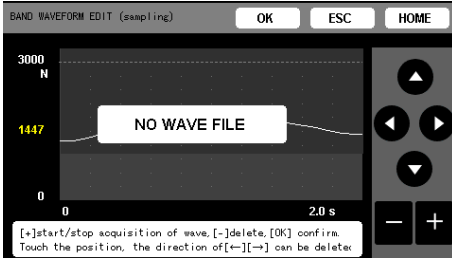 BAND WAVEFORM EDIT (sampling)
OK
ESC
HOME
3000
N
NO WAVE FILE
1447
0
0
2.0 s
[+]start/stop acquisition of wave,[-]delete,[OK] confirm.
Touch the position, the direction of[←][→] can be deleted